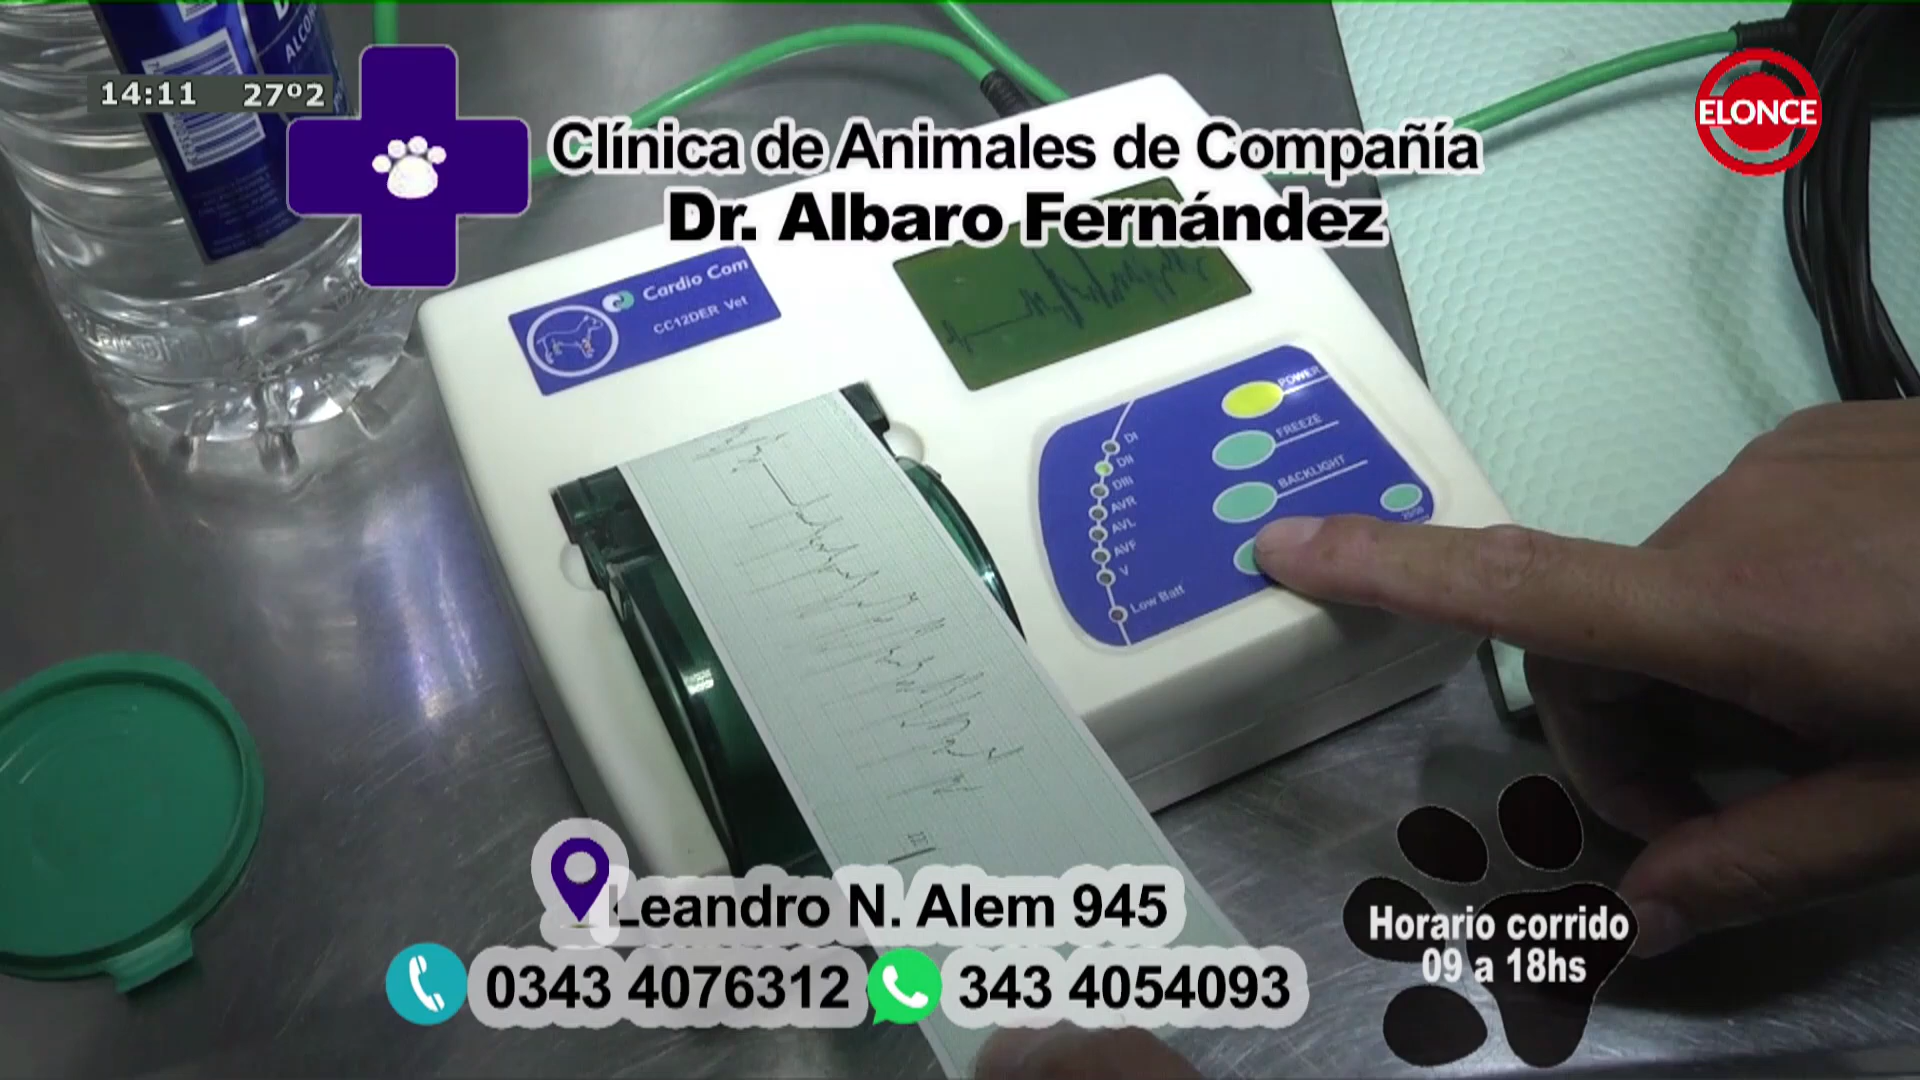 14:11 27º2
ELONCE
Clínica de Animales de Compañía
Dr. Albaro Fernández
Cardio Com
CC12DER Vet
POWER
FREEZE
BACKLIGHT
DI
DII
DIII
AVR
AVL
AVF
V
Low Batt
Leandro N. Alem 945
0343 4076312
343 4054093
Horario corrido
09 a 18hs